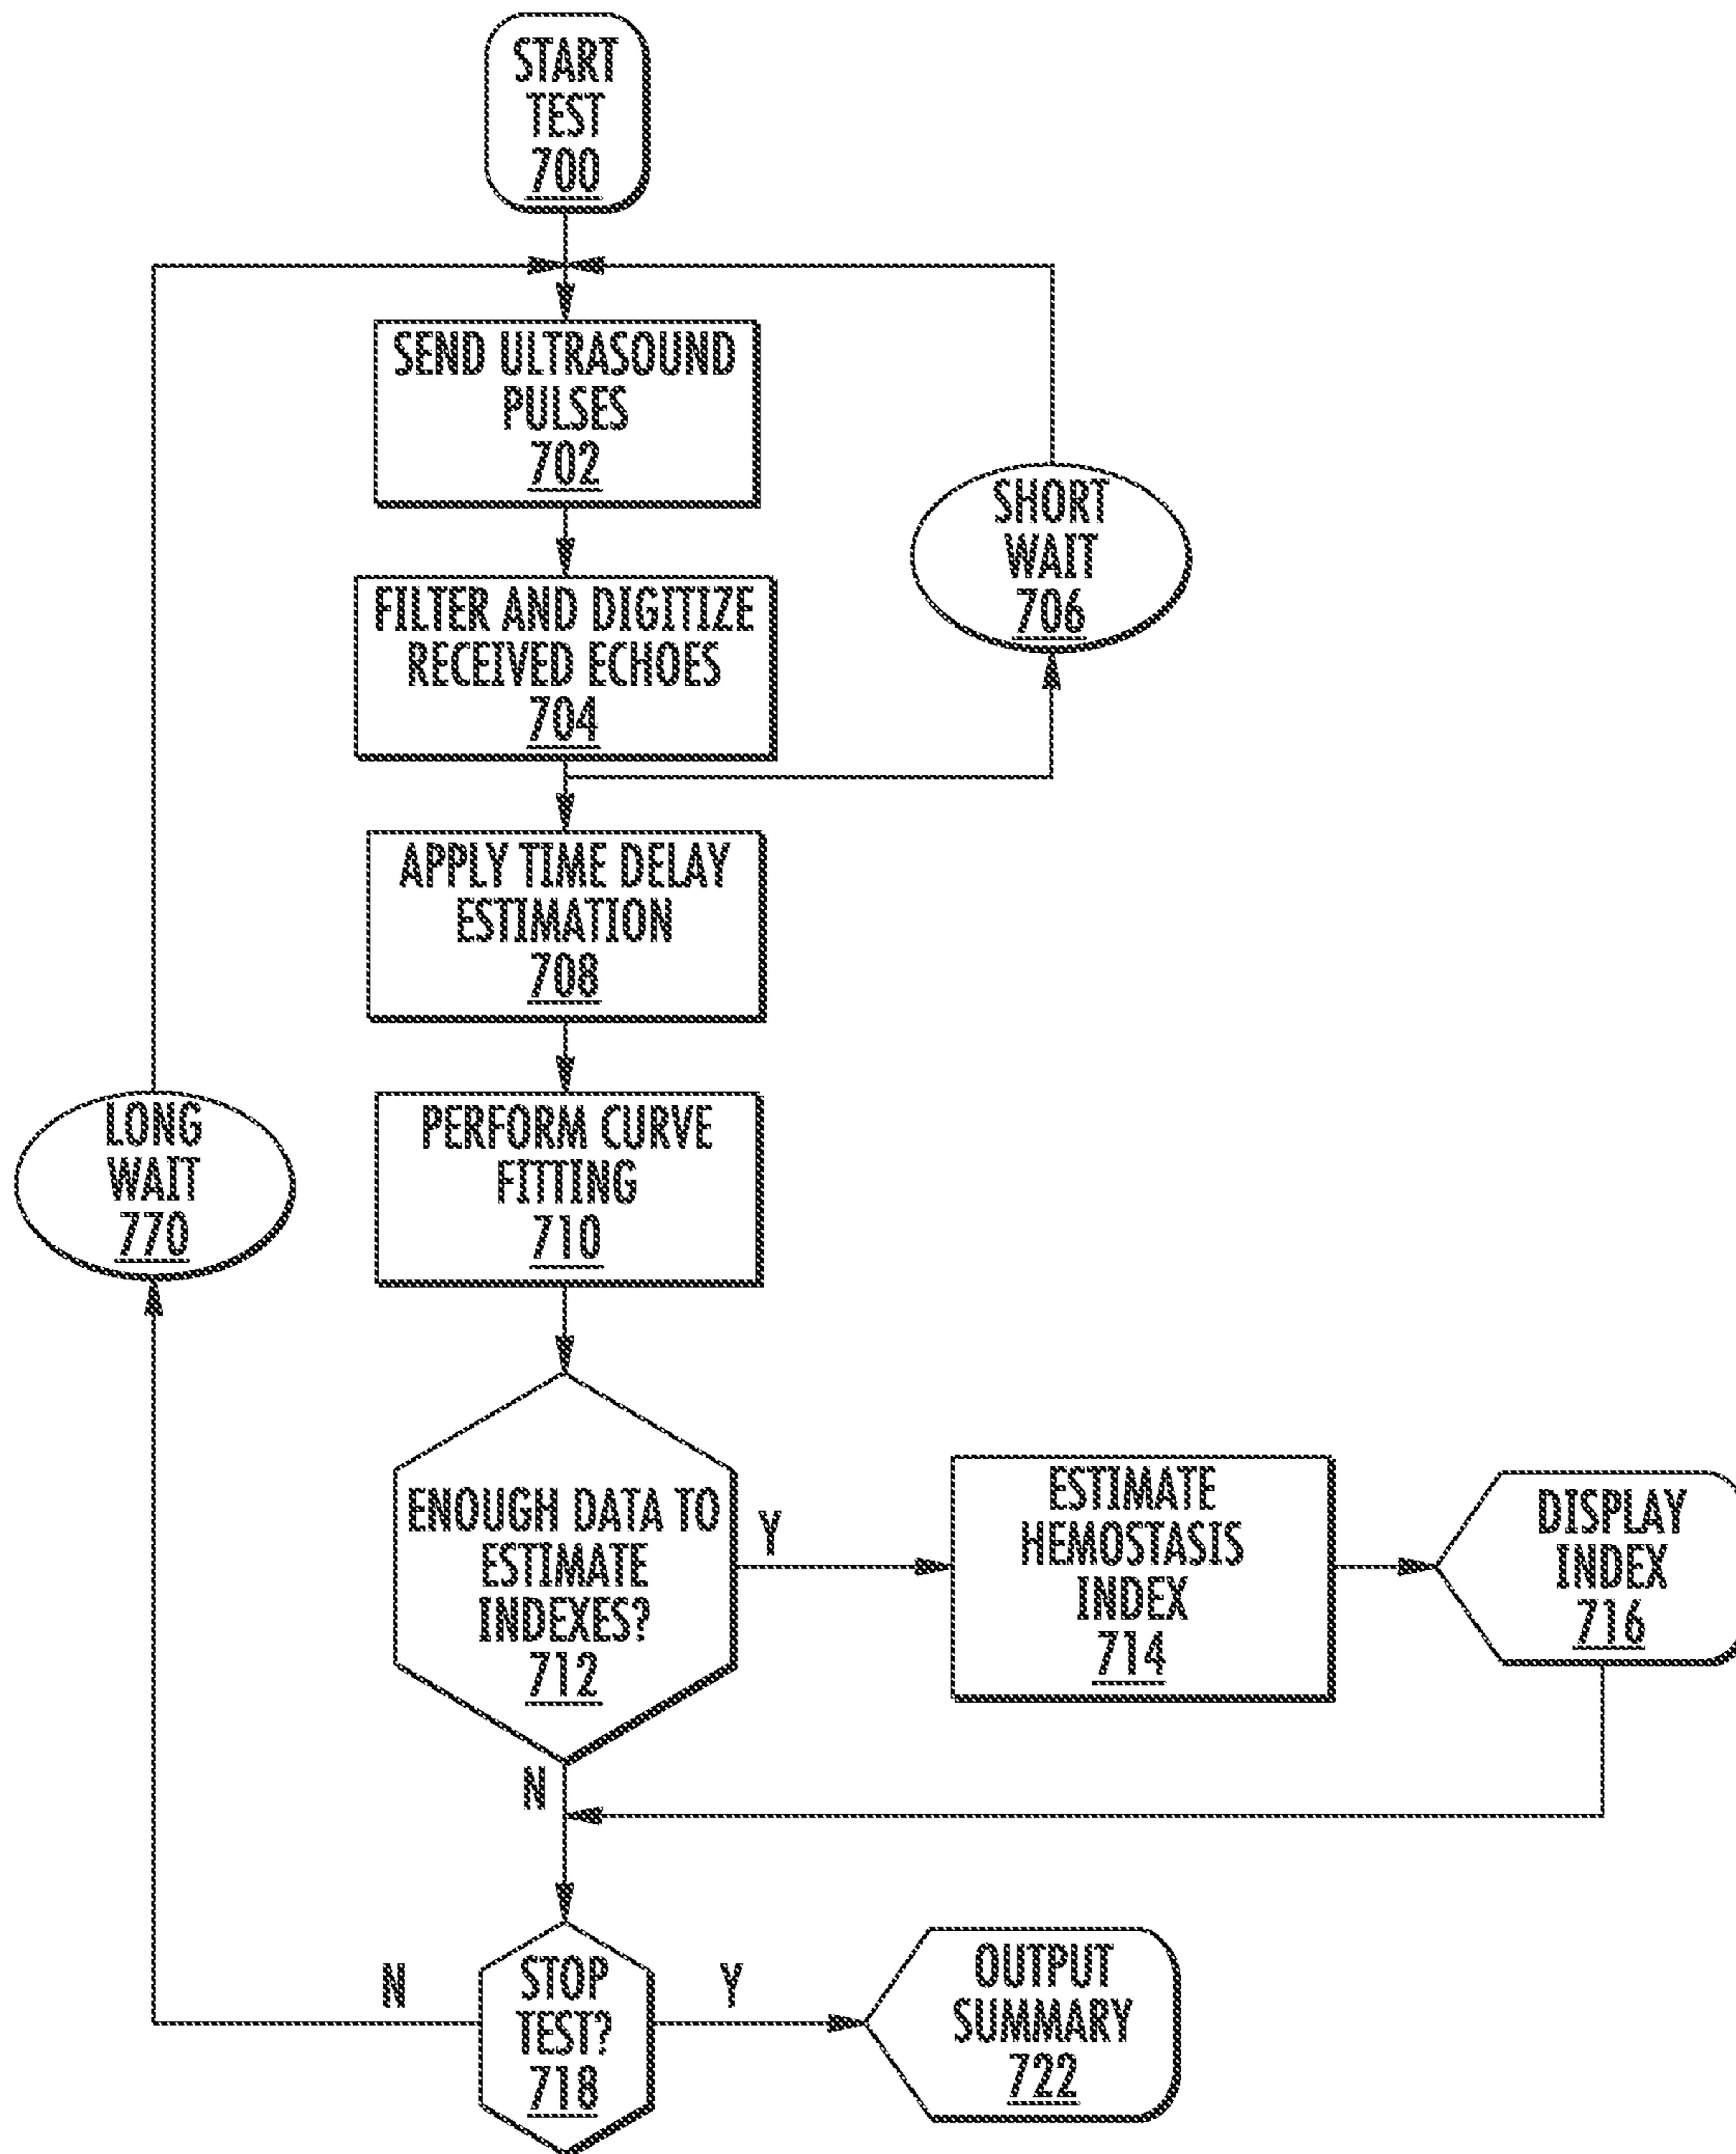 START
TEST
700
SEND ULTRASOUND
PULSES
702
SHORT
WAIT
706
FILTER AND DIGITIZE
RECEIVED ECHOES
704
APPLY TIME DELAY
ESTIMATION
708
LONG
WAIT
770
PERFORM CURVE
FITTING
710
ENOUGH DATA TO
ESTIMATE
INDEXES?
712
Y
ESTIMATE
HEMOSTASIS
INDEX
714
DISPLAY
INDEX
716
N
N
STOP
TEST?
718
Y
OUTPUT
SUMMARY
722